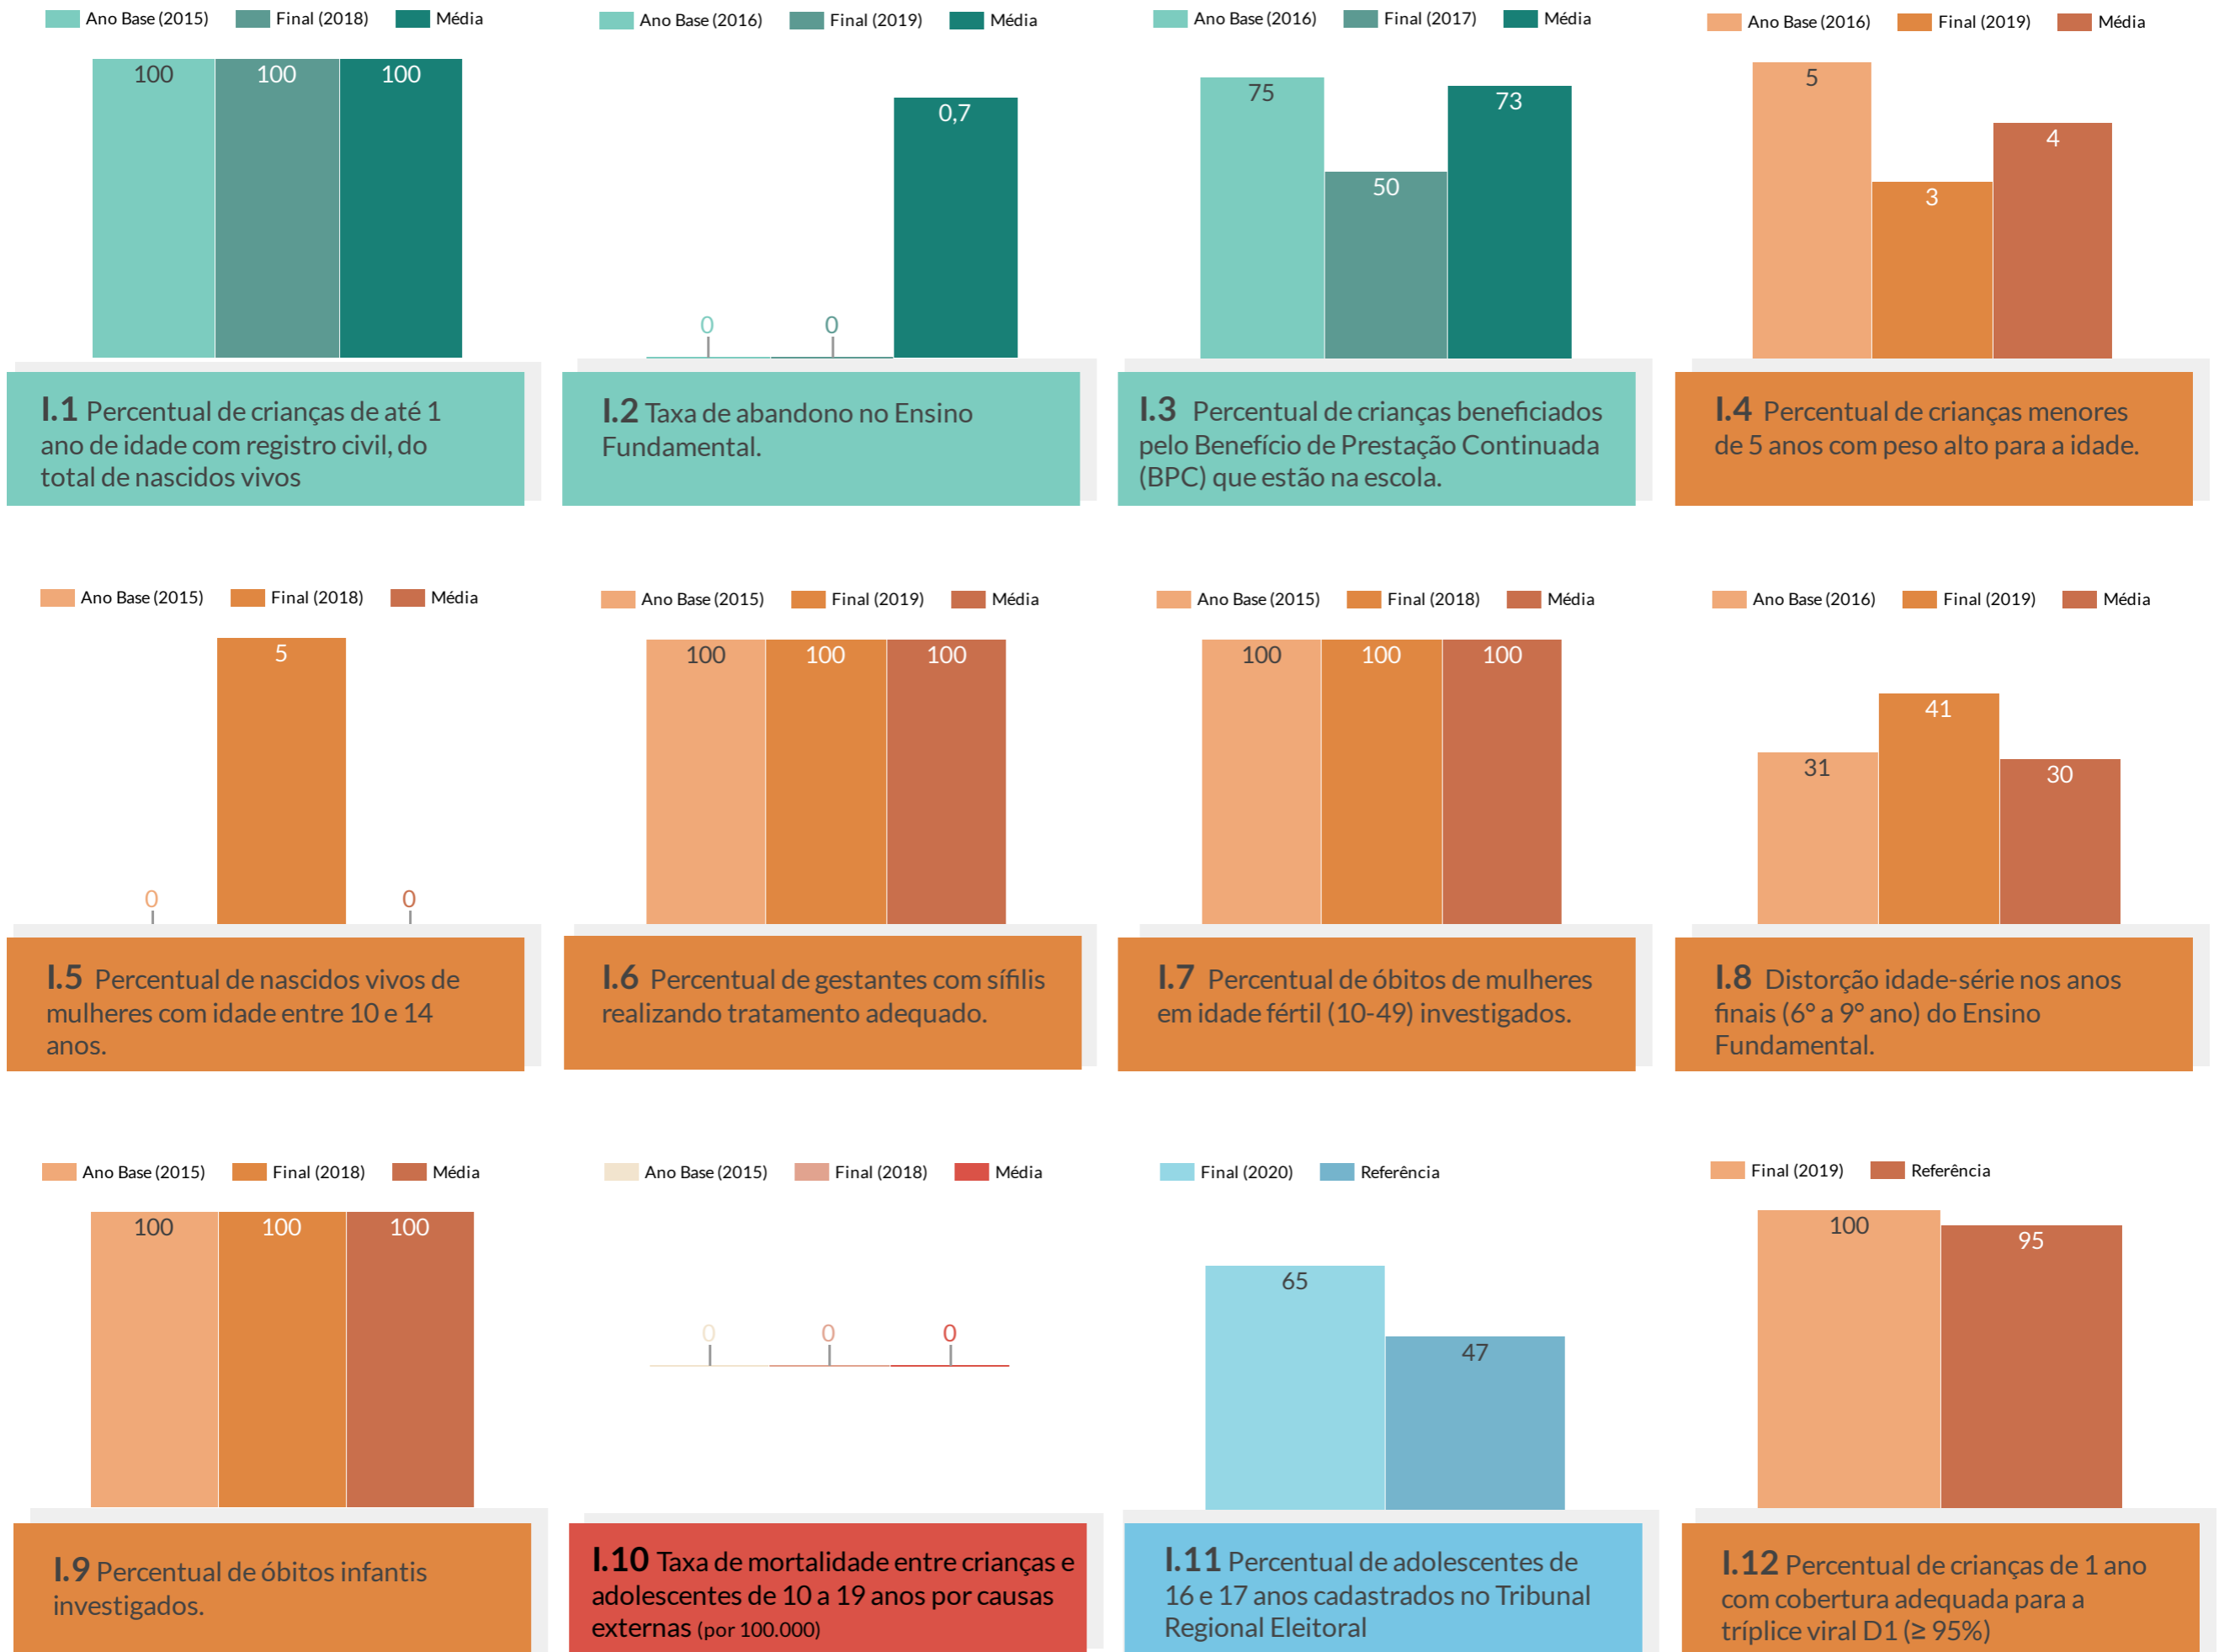 Ano Base (2015) Final (2018) Média
100 100 100
I.1 Percentual de crianças de até 1
ano de idade com registro civil, do
total de nascidos vivos
Ano Base (2016) Final (2019) Média
0 0 0,7
I.2 Taxa de abandono no Ensino
Fundamental.
Ano Base (2016) Final (2017) Média
75 50 73
I.3 Percentual de crianças beneficiados
pelo Benefício de Prestação Continuada
(BPC) que estão na escola.
Ano Base (2016) Final (2019) Média
5 3 4
I.4 Percentual de crianças menores
de 5 anos com peso alto para a idade.
Ano Base (2015) Final (2018) Média
0 5 0
I.5 Percentual de nascidos vivos de
mulheres com idade entre 10 e 14
anos.
Ano Base (2015) Final (2019) Média
100 100 100
I.6 Percentual de gestantes com sífilis
realizando tratamento adequado.
Ano Base (2015) Final (2018) Média
100 100 100
I.7 Percentual de óbitos de mulheres
em idade fértil (10-49) investigados.
Ano Base (2016) Final (2019) Média
31 41 30
I.8 Distorção idade-série nos anos
finais (6° a 9° ano) do Ensino
Fundamental.
Ano Base (2015) Final (2018) Média
100 100 100
I.9 Percentual de óbitos infantis
investigados.
Ano Base (2015) Final (2018) Média
0 0 0
I.10 Taxa de mortalidade entre crianças e
adolescentes de 10 a 19 anos por causas
externas (por 100.000)
Final (2020) Referência
65 47
I.11 Percentual de adolescentes de
16 e 17 anos cadastrados no Tribunal
Regional Eleitoral
Final (2019) Referência
100 95
I.12 Percentual de crianças de 1 ano
com cobertura adequada para a
tríplice viral D1 (≥ 95%)